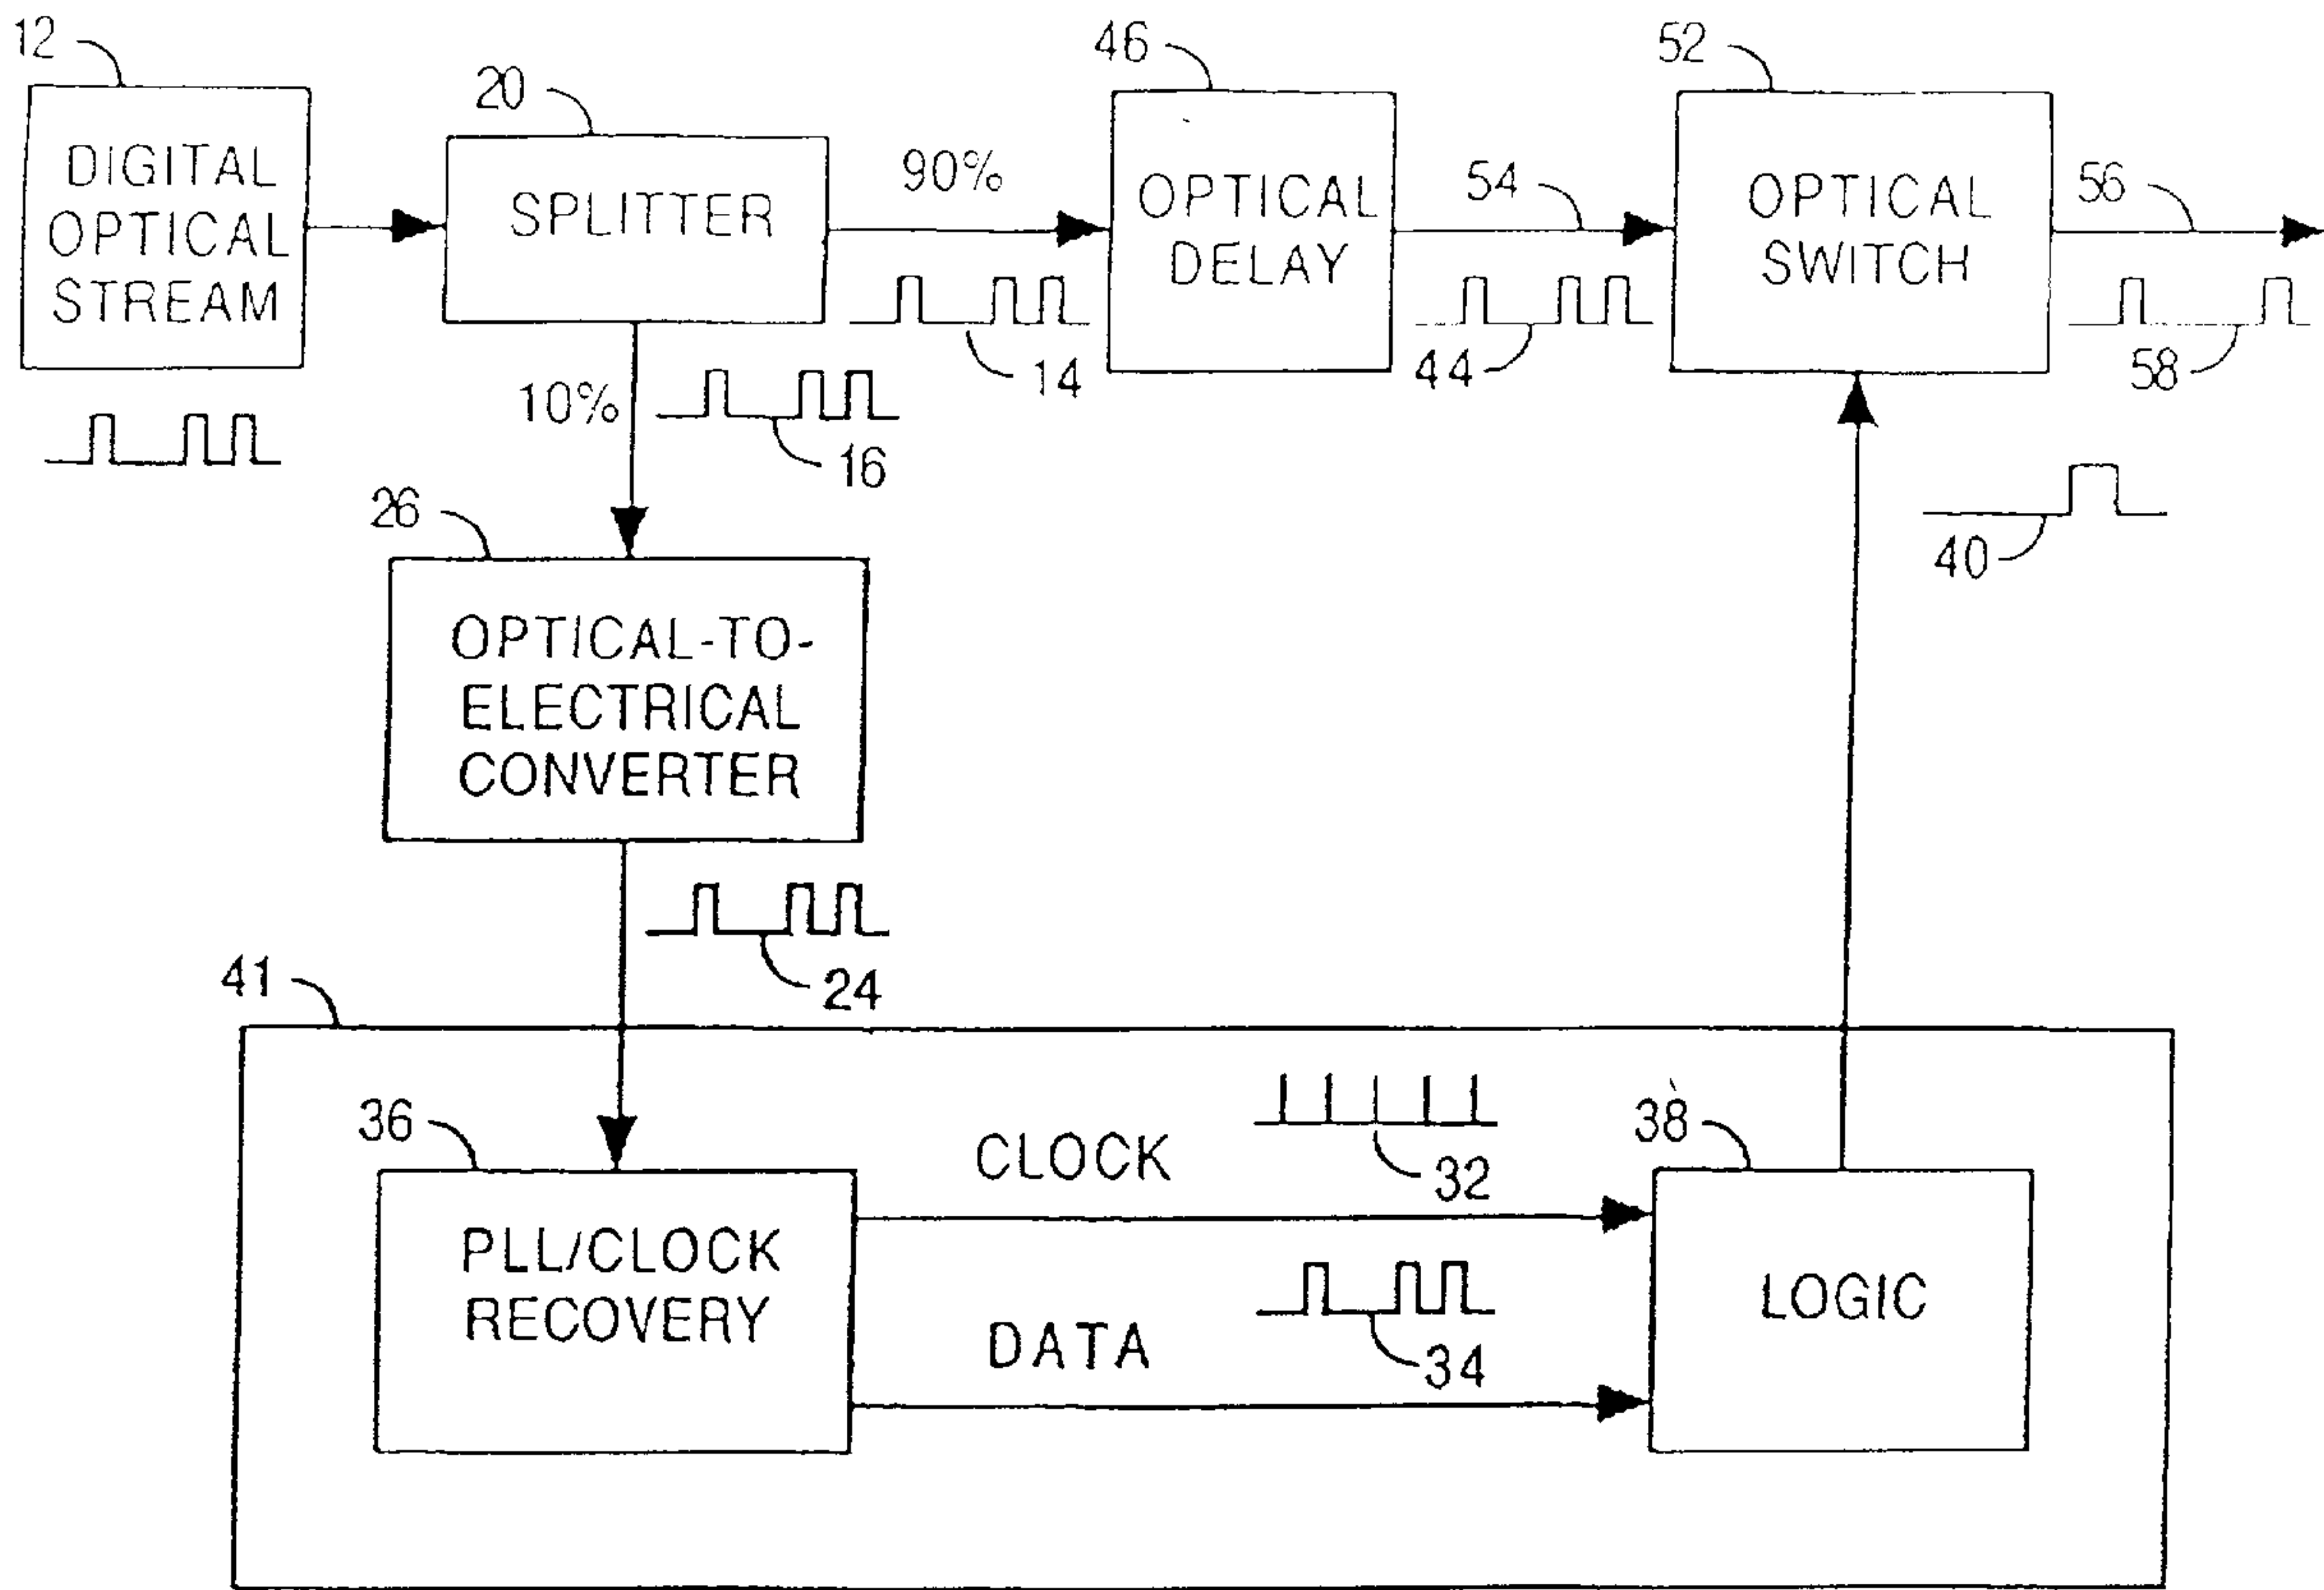 12
20
46
52
DIGITAL
OPTICAL
STREAM
SPLITTER
90%
OPTICAL
DELAY
54
OPTICAL
SWITCH
56
14
44
58
10%
16
26
40
OPTICAL-TO-
ELECTRICAL
CONVERTER
24
41
36
CLOCK
32
38
PLL/CLOCK
RECOVERY
DATA
34
LOGIC